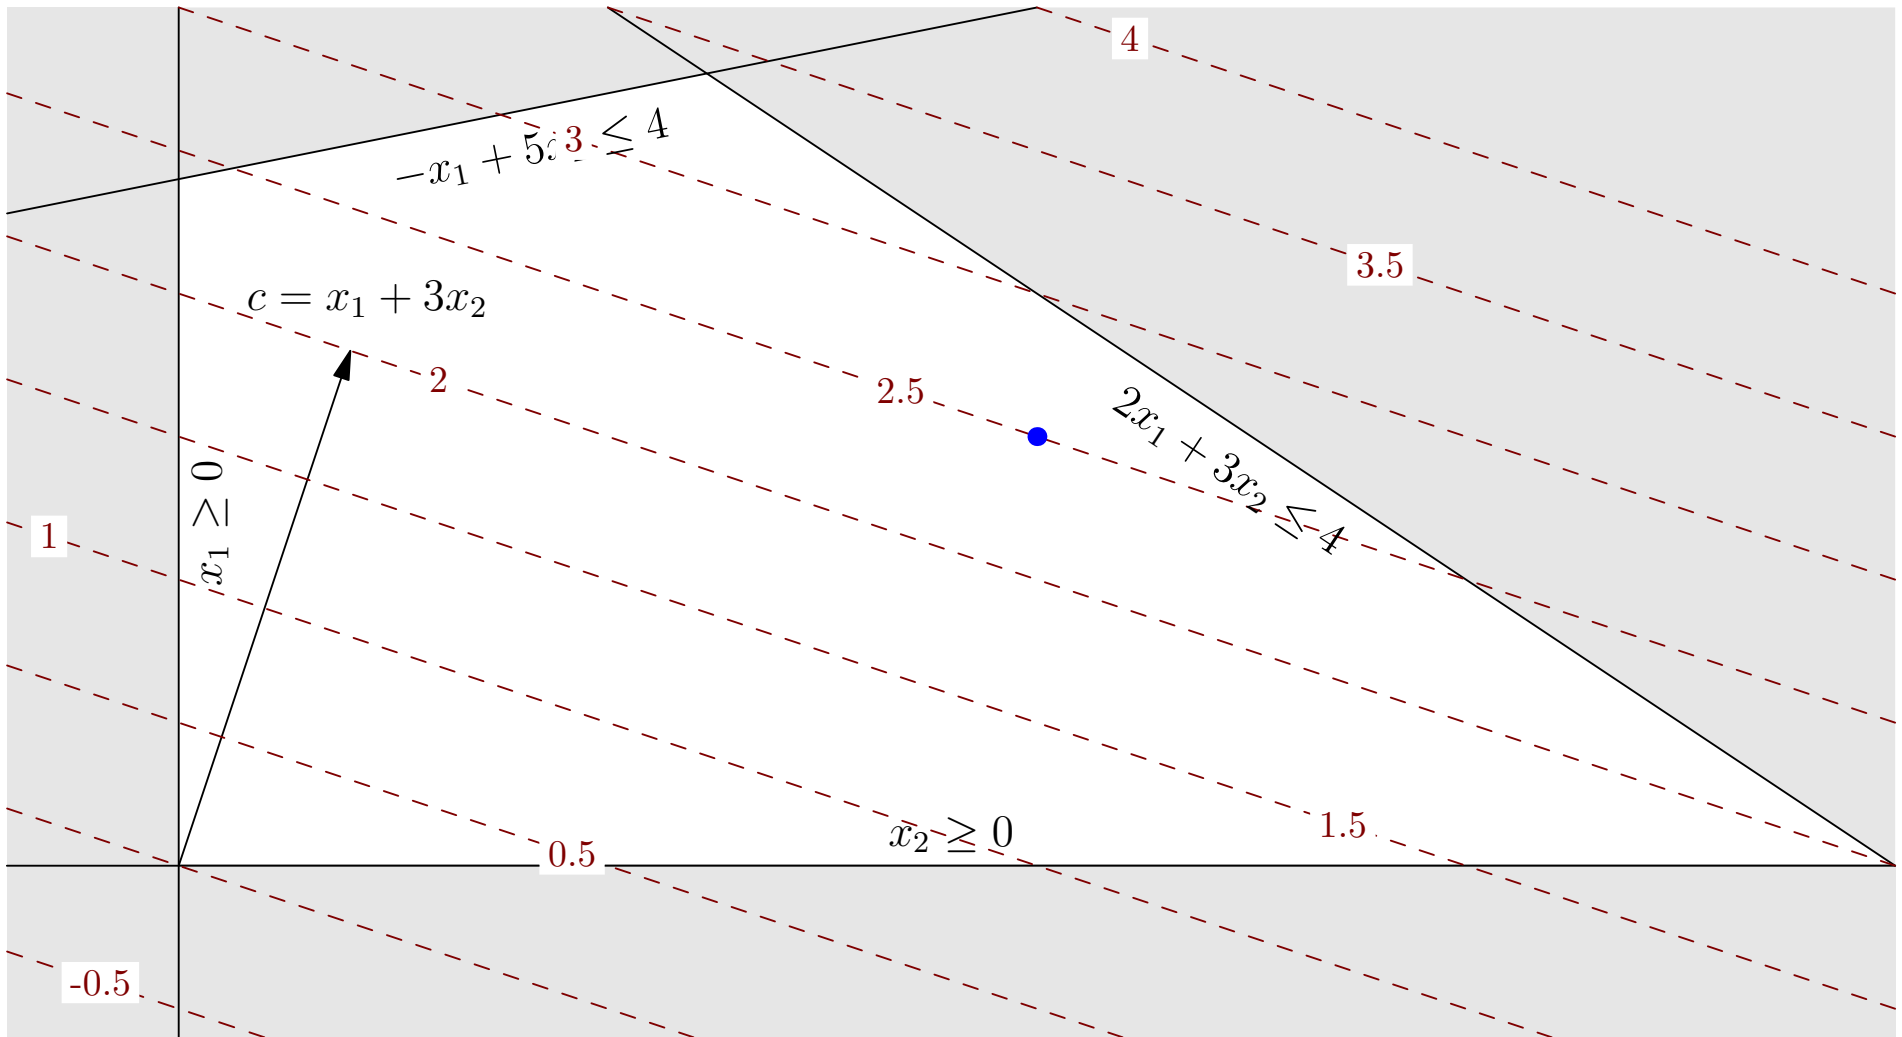 4
−x₁ + 5x ≤ 4
3
3.5
c = x₁ + 3x₂
2
2.5
2x₁ + 3x₂ ≤ 4
x₁ ≥ 0
1
x₂ ≥ 0
1.5
0.5
-0.5